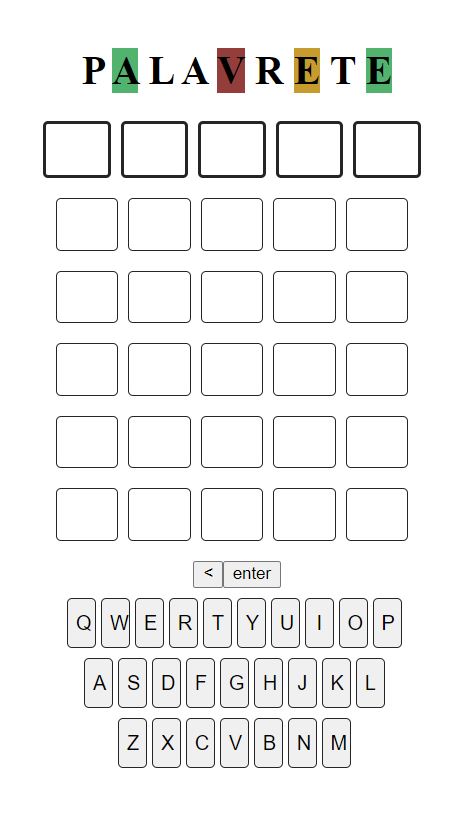 PALAVRETE
< enter
Q W E R T Y U I O P
A S D F G H J K L
Z X C V B N M